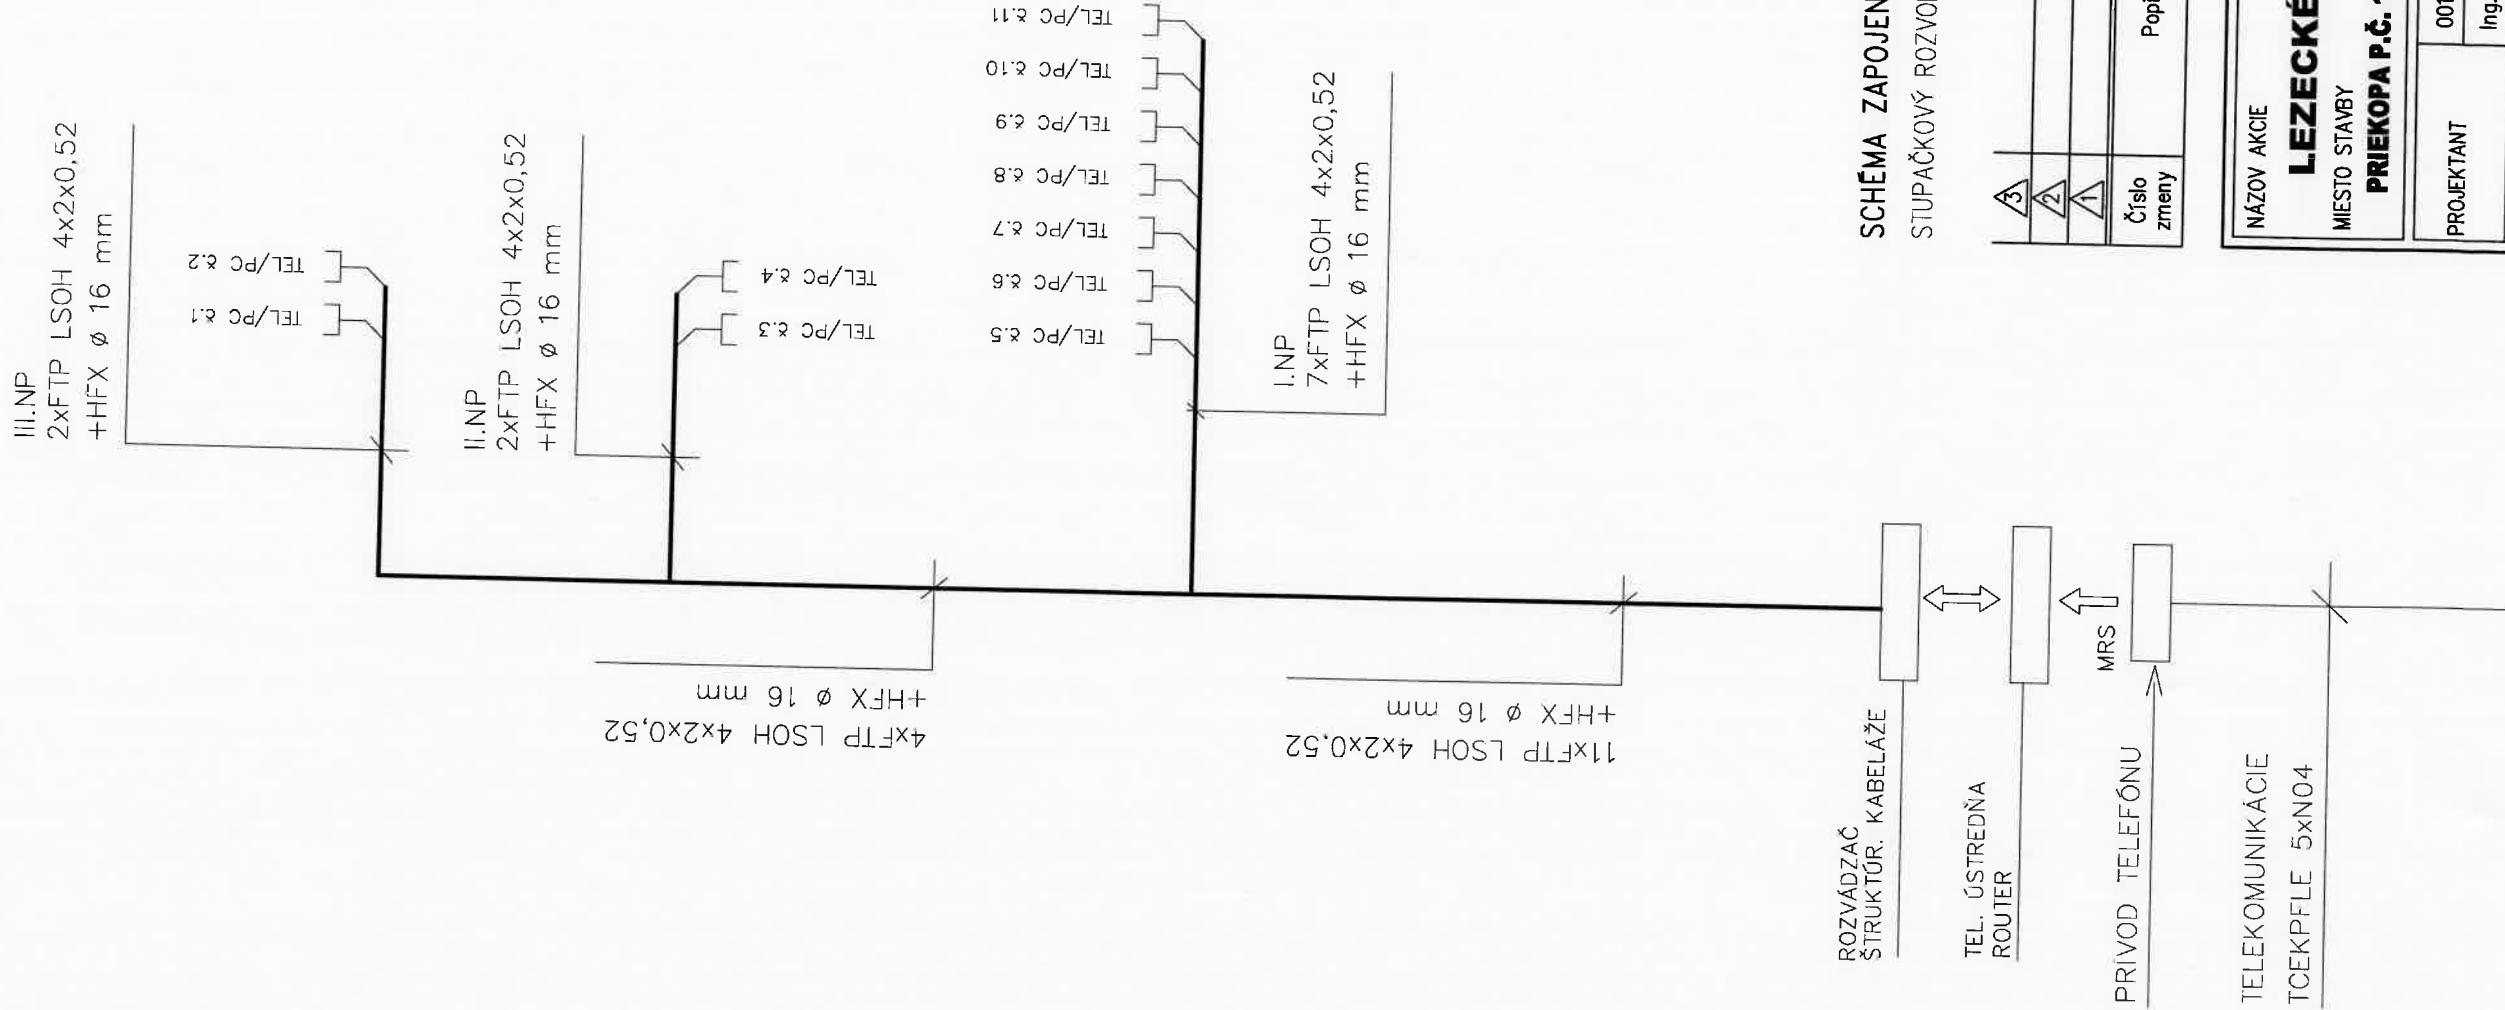 III.NP
2xFTP LSOH 4x2x0,52
+HFX ø 16 mm
TEL/PC č.2
TEL/PC č.1
II.NP
2xFTP LSOH 4x2x0,52
+HFX ø 16 mm
TEL/PC č.4
TEL/PC č.3
TEL/PC č.11
TEL/PC č.10
TEL/PC č.9
TEL/PC č.8
TEL/PC č.7
TEL/PC č.6
TEL/PC č.5
I.NP
7xFTP LSOH 4x2x0,52
+HFX ø 16 mm
4xFTP LSOH 4x2x0,52
+HFX ø 16 mm
11xFTP LSOH 4x2x0,52
+HFX ø 16 mm
ROZVÁDZAČ
ŠTRUKTÚR. KABELÁŽE
TEL. ÚSTREDŇA
ROUTER
MRS
PRÍVOD TELEFÓNU
TELEKOMUNIKÁCIE
TCEKPFLE 5xN04
SCHÉMA ZAPOJEN
STUPAČKOVÝ ROZVO
3
2
1
Číslo
zmeny
Popi
NÁZOV AKCIE
LEZECKÉ
MIESTO STAVBY
PRIEKOPA P.Č.
PROJEKTANT
001
Ing.